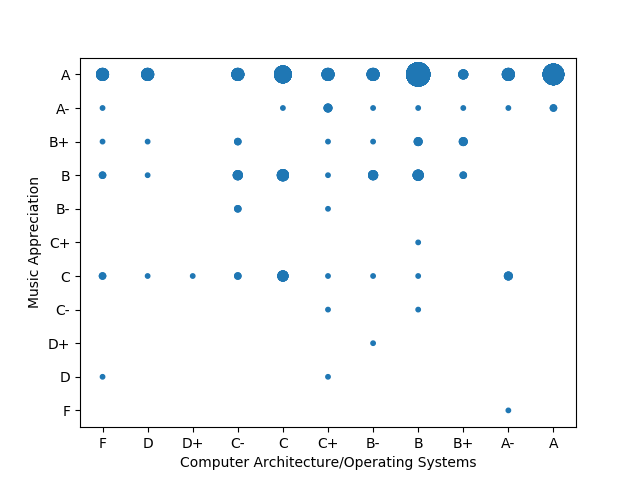 A
A-
B+
B
B-
C+
C
C-
D+
D
F
Music Appreciation
F D D+ C- C C+ B- B B+ A- A
Computer Architecture/Operating Systems